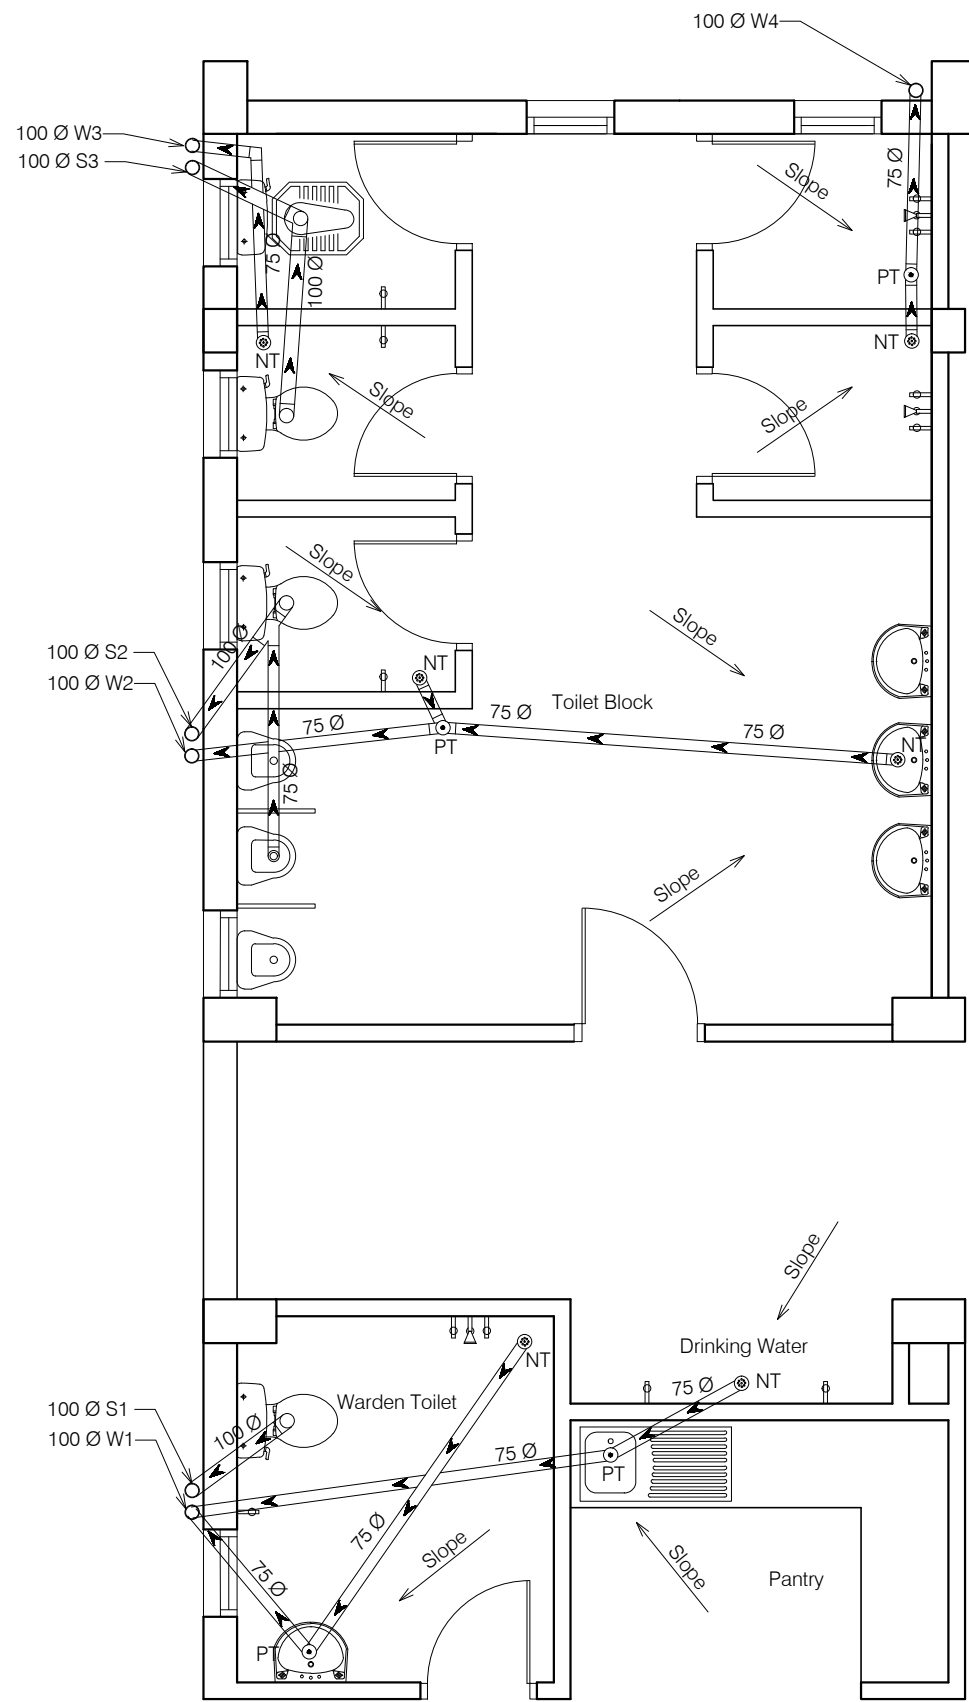 100 Ø W4
100 Ø W3
100 Ø S3
75 Ø
Slope
75 Ø
100 Ø
PT
NT
NT
Slope
Slope
Slope
100 Ø
Slope
100 Ø S2
100 Ø W2
NT
Toilet Block
75 Ø
75 Ø
75 Ø
PT
NT
75 Ø
Slope
Slope
Drinking Water
NT
NT
75 Ø
Warden Toilet
100 Ø S1
100 Ø W1
100 Ø
75 Ø
PT
75 Ø
Slope
Slope
75 Ø
Pantry
PT